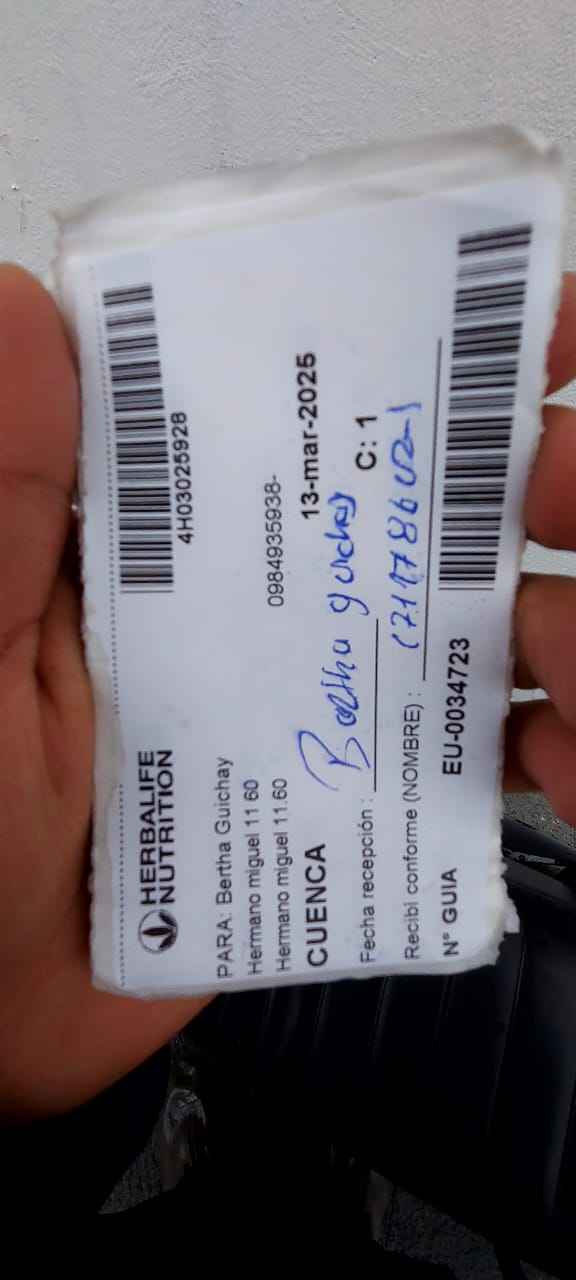 HERBALIFE
NUTRITION
4H03025928
PARA: Bertha Guichay
Hermano miguel 11 60
Hermano miguel 11.60
0984935938-
CUENCA
13-mar-2025
Fecha recepción :
Bertha
C: 1
Recibí conforme (NOMBRE) :
N° GUIA
EU-0034723